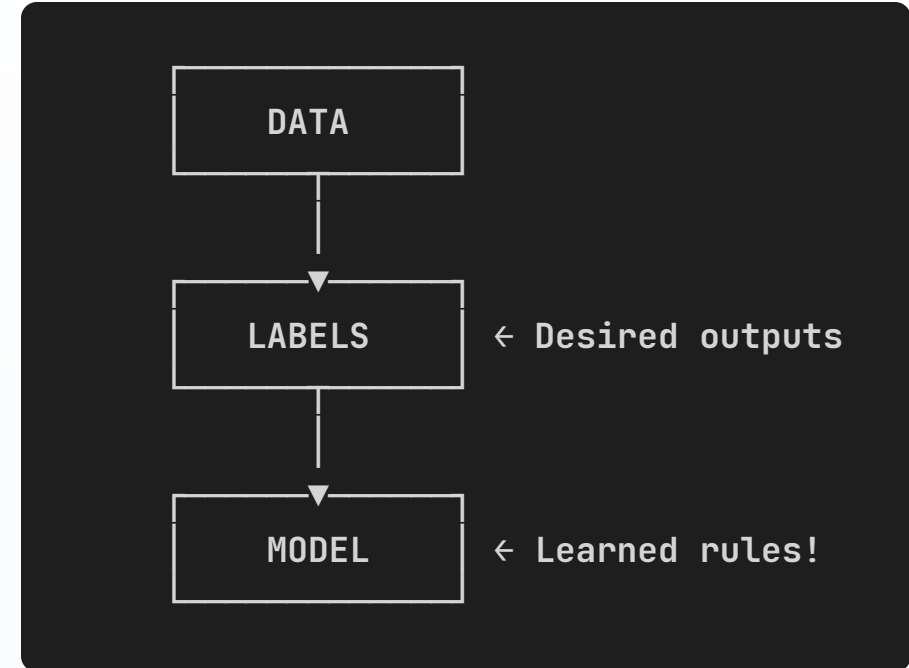 DATA
LABELS ← Desired outputs
MODEL ← Learned rules!